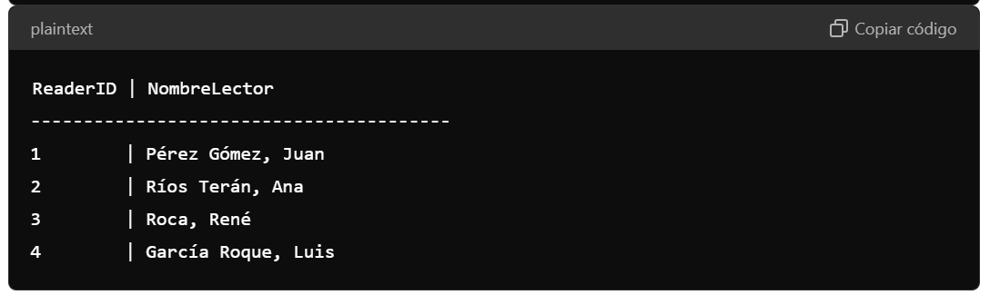 plaintext
Copiar código
ReaderID | NombreLector
----------------------------------------
1        | Pérez Gómez, Juan
2        | Ríos Terán, Ana
3        | Roca, René
4        | García Roque, Luis